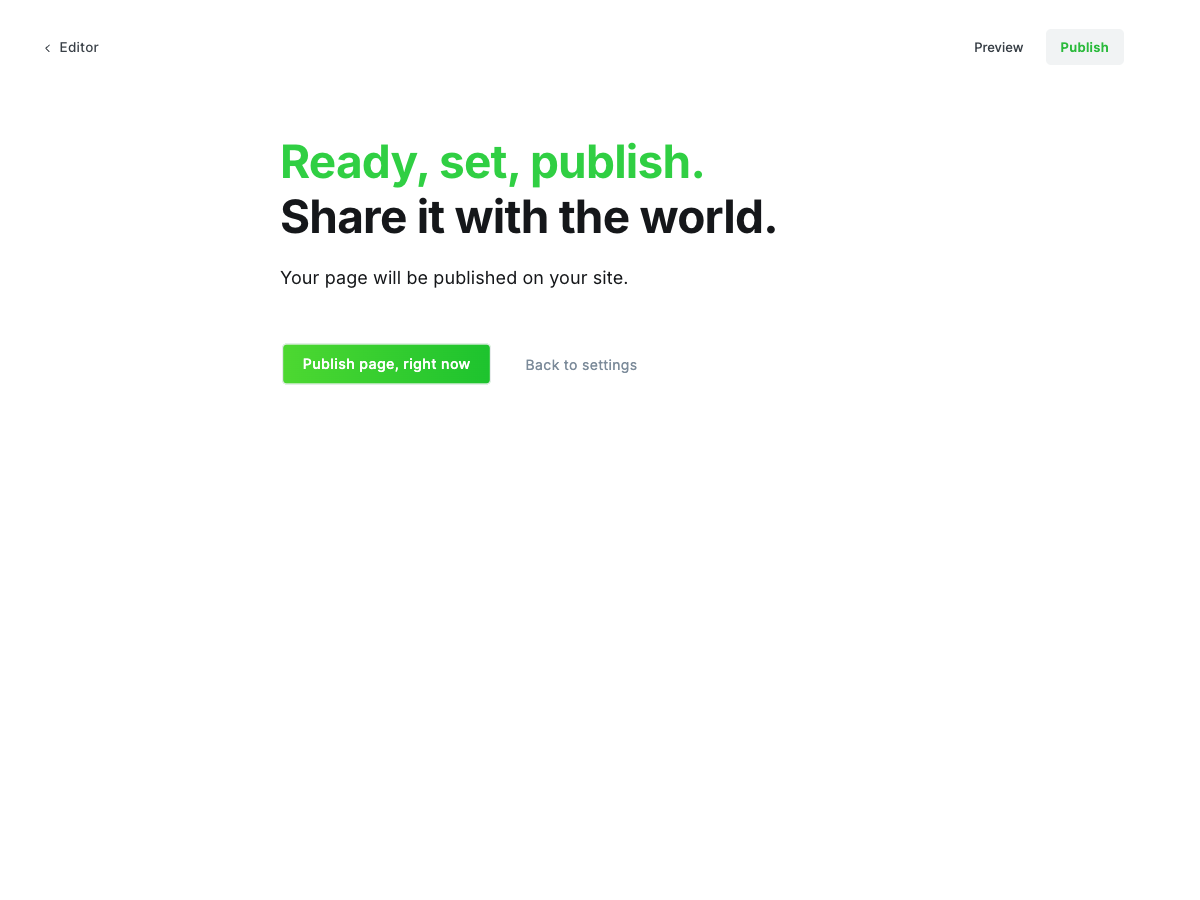 Editor
Preview
Publish
Ready, set, publish.
Share it with the world.
Your page will be published on your site.
Publish page, right now
Back to settings